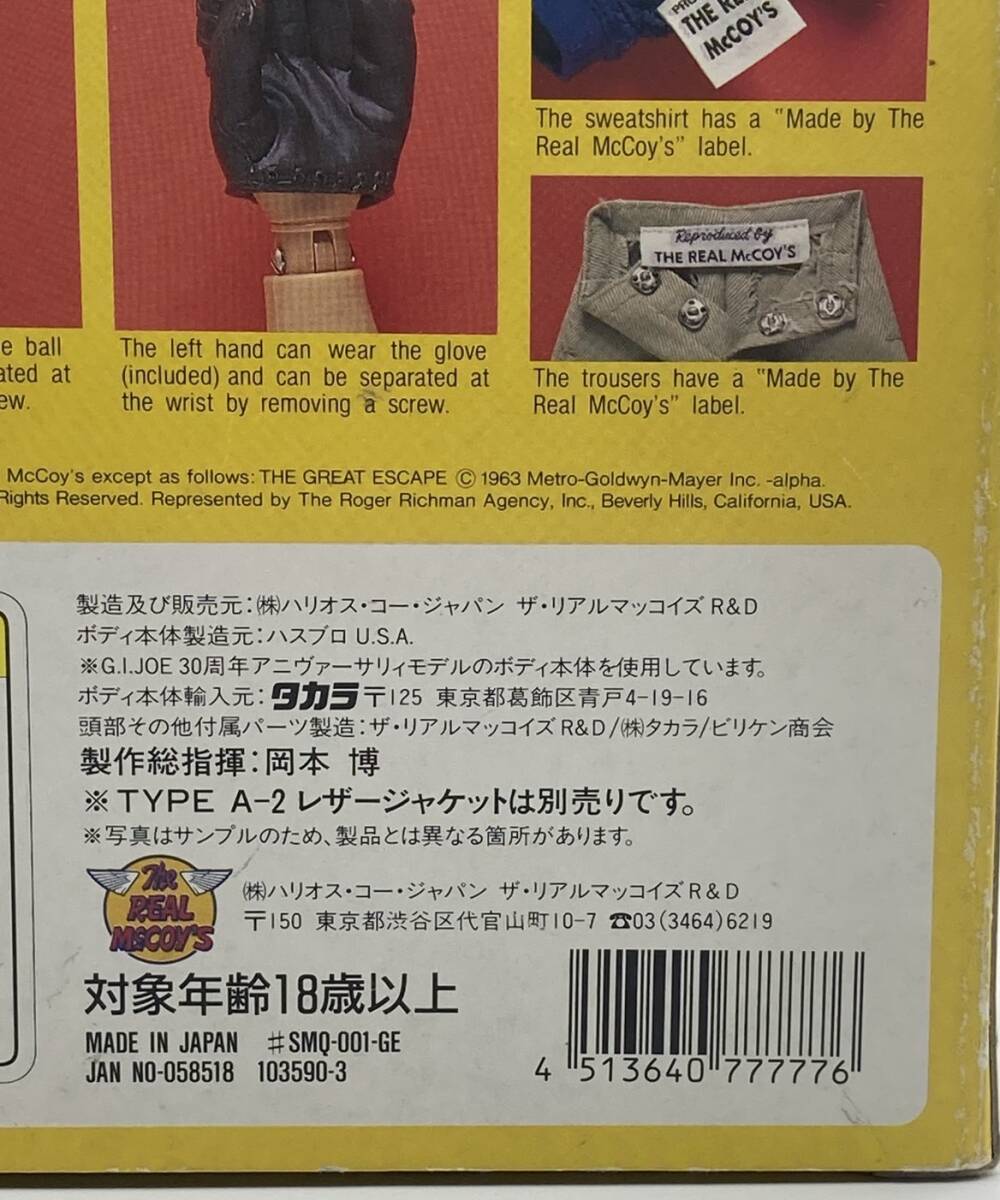 THE RE
McCOY'S
The sweatshirt has a "Made by The
Real McCoy's" label.
Reproduced by
THE REAL McCOY'S
e ball
ated at
ew.
The left hand can wear the glove
(included) and can be separated at
the wrist by removing a screw.
The trousers have a "Made by The
Real McCoy's" label.
McCoy's except as follows: THE GREAT ESCAPE © 1963 Metro-Goldwyn-Mayer Inc. -alpha.
Rights Reserved. Represented by The Roger Richman Agency, Inc., Beverly Hills, California, USA.
製造及び販売元:㈱ハリオス・コー・ジャパン ザ・リアルマッコイズ R&D
ボディ本体製造元:ハスブロ U.S.A.
※G.I.JOE 30周年アニヴァーサリィモデルのボディ本体を使用しています。
ボディ本体輸入元:タカラ 〒125 東京都葛飾区青戸4-19-16
頭部その他付属パーツ製造:ザ・リアルマッコイズ R&D/㈱タカラ/ビリケン商会
製作総指揮:岡本 博
※TYPE A-2 レザージャケットは別売りです。
※写真はサンプルのため、製品とは異なる箇所があります。
The
REAL
McCOY'S
㈱ハリオス・コー・ジャパン ザ・リアルマッコイズ R&D
〒150 東京都渋谷区代官山町10-7 ☎03(3464)6219
対象年齢18歳以上
MADE IN JAPAN #SMQ-001-GE
JAN NO-058518 103590-3
4 513640 777776